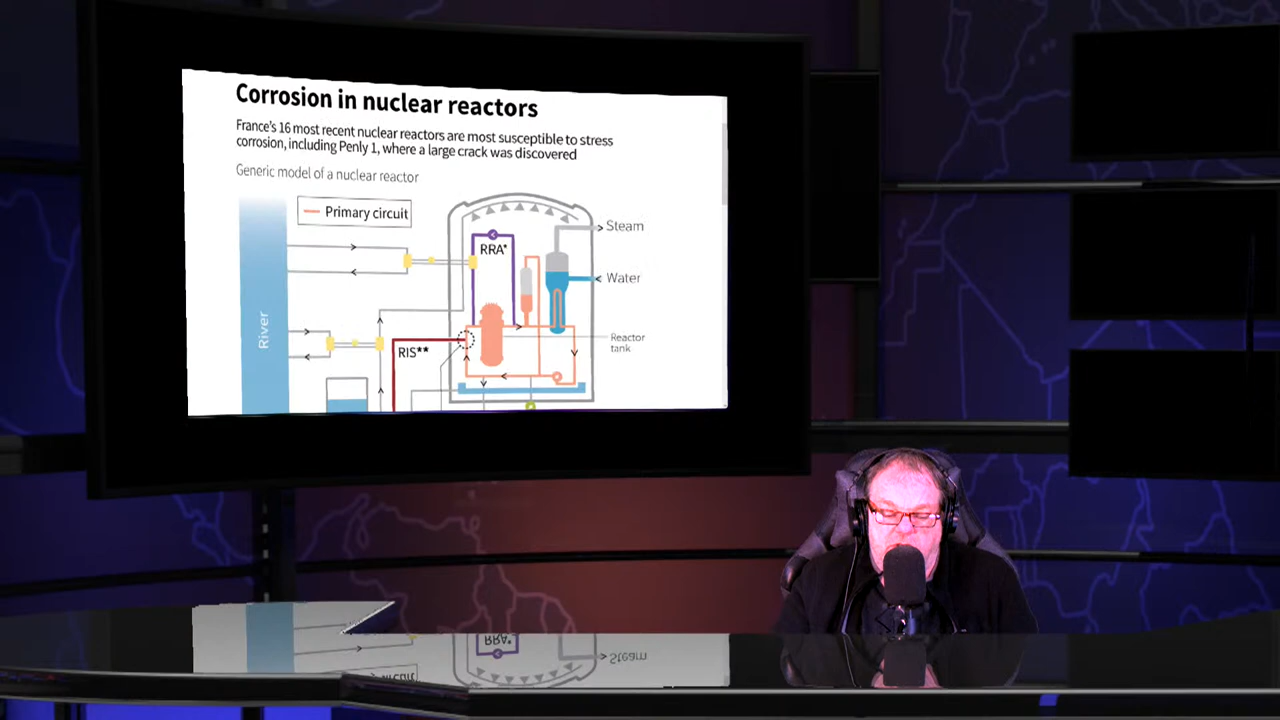 Corrosion in nuclear reactors
France's 16 most recent nuclear reactors are most susceptible to stress
corrosion, including Penly 1, where a large crack was discovered
Generic model of a nuclear reactor
Primary circuit
Steam
RRA*
Water
River
Reactor
tank
RIS**
RRA*
Steam